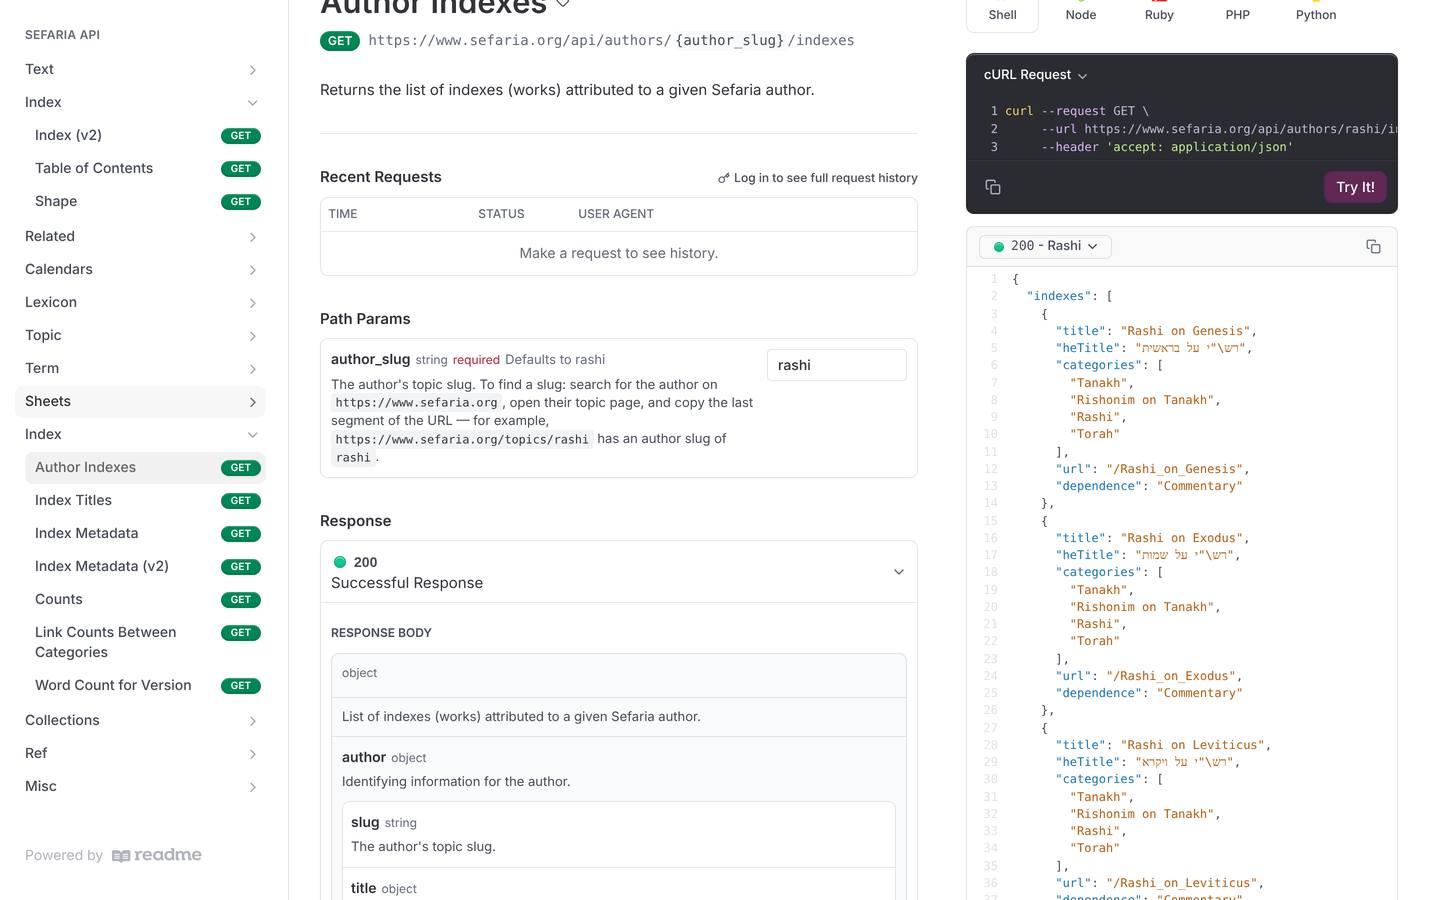 SEFARIA API
Text
Index
Index (v2) GET
Table of Contents GET
Shape GET
Related
Calendars
Lexicon
Topic
Term
Sheets
Index
Author Indexes GET
Index Titles GET
Index Metadata GET
Index Metadata (v2) GET
Counts GET
Link Counts Between GET
Categories
Word Count for Version GET
Collections
Ref
Misc
Powered by readme
Author Indexes
GET https://www.sefaria.org/api/authors/{author_slug}/indexes
Returns the list of indexes (works) attributed to a given Sefaria author.
Recent Requests Log in to see full request history
TIME STATUS USER AGENT
Make a request to see history.
Path Params
author_slug string required Defaults to rashi rashi
The author's topic slug. To find a slug: search for the author on
https://www.sefaria.org , open their topic page, and copy the last
segment of the URL — for example,
https://www.sefaria.org/topics/rashi has an author slug of
rashi .
Response
200
Successful Response
RESPONSE BODY
object
List of indexes (works) attributed to a given Sefaria author.
author object
Identifying information for the author.
slug string
The author's topic slug.
title object
Shell Node Ruby PHP Python
cURL Request
1 curl --request GET \
2 --url https://www.sefaria.org/api/authors/rashi/in
3 --header 'accept: application/json'
Try It!
200 - Rashi
1 {
2 "indexes": [
3 {
4 "title": "Rashi on Genesis",
5 "heTitle": "רש\"י על בראשית",
6 "categories": [
7 "Tanakh",
8 "Rishonim on Tanakh",
9 "Rashi",
10 "Torah"
11 ],
12 "url": "/Rashi_on_Genesis",
13 "dependence": "Commentary"
14 },
15 {
16 "title": "Rashi on Exodus",
17 "heTitle": "רש\"י על שמות",
18 "categories": [
19 "Tanakh",
20 "Rishonim on Tanakh",
21 "Rashi",
22 "Torah"
23 ],
24 "url": "/Rashi_on_Exodus",
25 "dependence": "Commentary"
26 },
27 {
28 "title": "Rashi on Leviticus",
29 "heTitle": "רש\"י על ויקרא",
30 "categories": [
31 "Tanakh",
32 "Rishonim on Tanakh",
33 "Rashi",
34 "Torah"
35 ],
36 "url": "/Rashi_on_Leviticus",
"dependence": "Commentary"